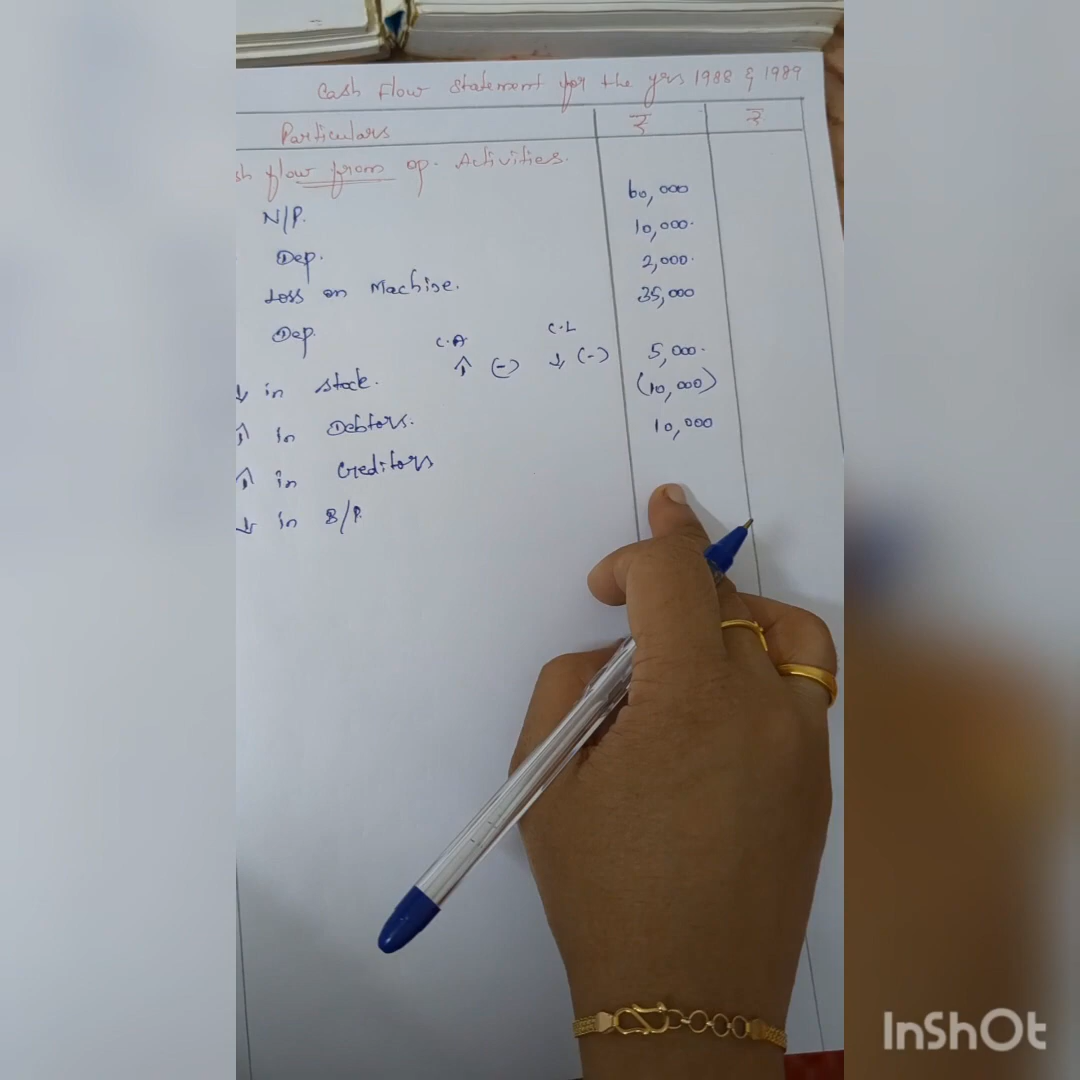 Cash Flow Statement for the yrs 1988 & 1989
Particulars ₹ ₹
sh flow from op. Activities.
N/P. 60,000
Dep. 10,000.
Loss on Machine. 2,000.
Dep. 35,000
C.A C.L
↓ in stock. ↑ (-) ↓ (-) 5,000.
↑ in Debtors. (10,000)
↑ in Creditors 10,000
↓ in B/P.
InShOt